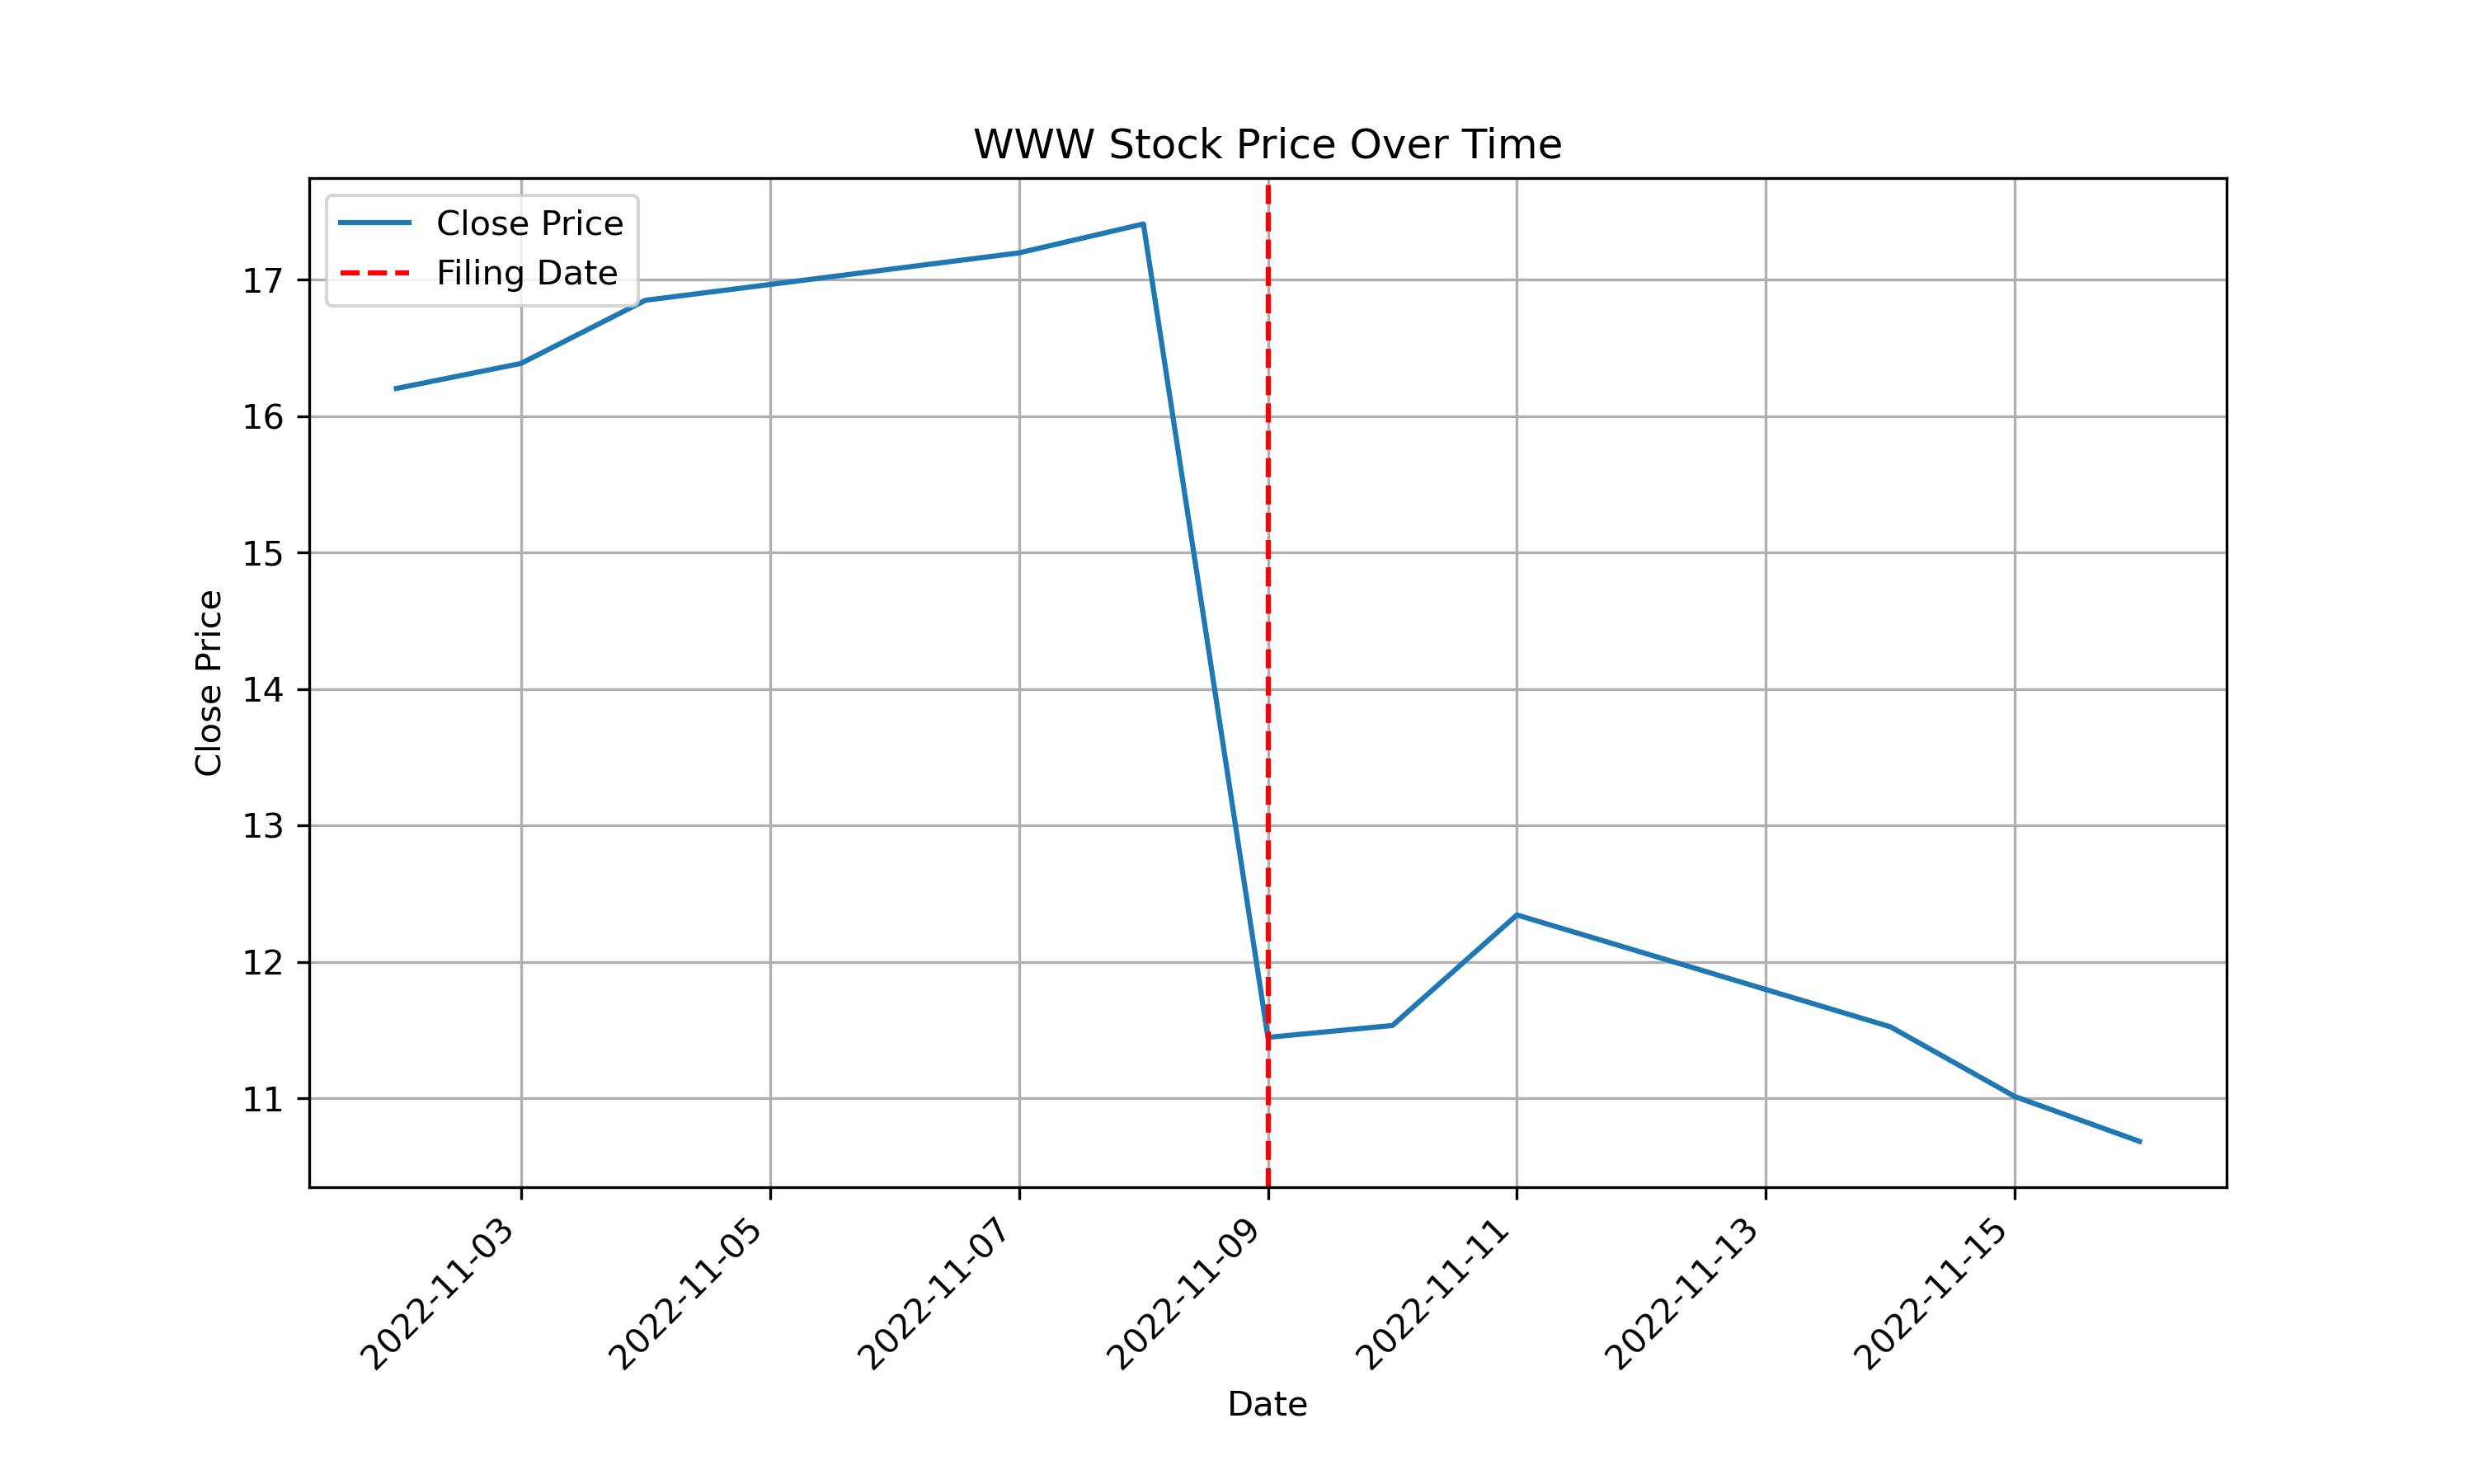 WWW Stock Price Over Time
Close Price
Filing Date
17
16
15
14
13
12
11
Close Price
2022-11-03
2022-11-05
2022-11-07
2022-11-09
2022-11-11
2022-11-13
2022-11-15
Date